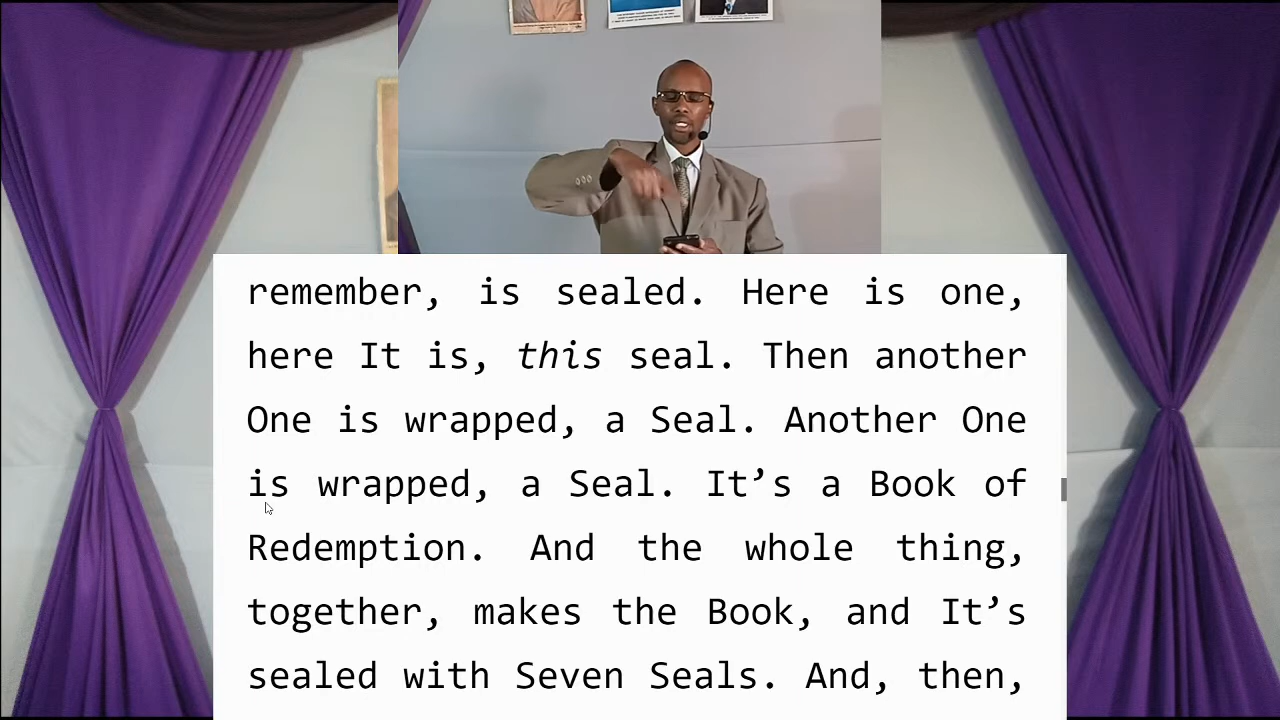 remember, is sealed. Here is one,
here It is, this seal. Then another
One is wrapped, a Seal. Another One
is wrapped, a Seal. It’s a Book of
Redemption. And the whole thing,
together, makes the Book, and It’s
sealed with Seven Seals. And, then,